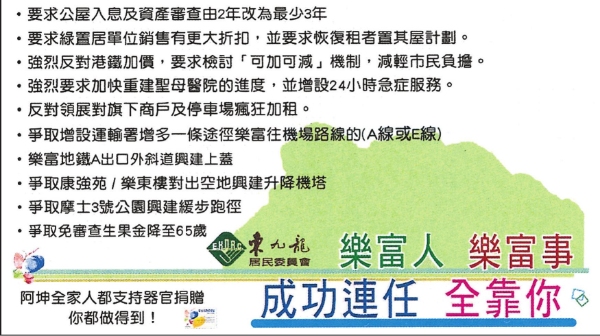 • 要求公屋入息及資產審查由2年改為最少3年
• 要求綠置居單位銷售有更大折扣，並要求恢復租者置其屋計劃。
• 強烈反對港鐵加價，要求檢討「可加可減」機制，減輕市民負擔。
• 強烈要求加快重建聖母醫院的進度，並增設24小時急症服務。
• 反對領展對旗下商戶及停車場瘋狂加租。
• 爭取增設運輸署增多一條途徑樂富往機場路線的(A線或E線)
• 樂富地鐵A出口外斜道興建上蓋
• 爭取康強苑 / 樂東樓對出空地興建升降機塔
• 爭取摩士3號公園興建緩步跑徑
• 爭取免審查生果金降至65歲
EKDRC 東九龍
居民委員會
樂富人 樂富事
成功連任 全靠你
阿坤全家人都支持器官捐贈
你都做得到！